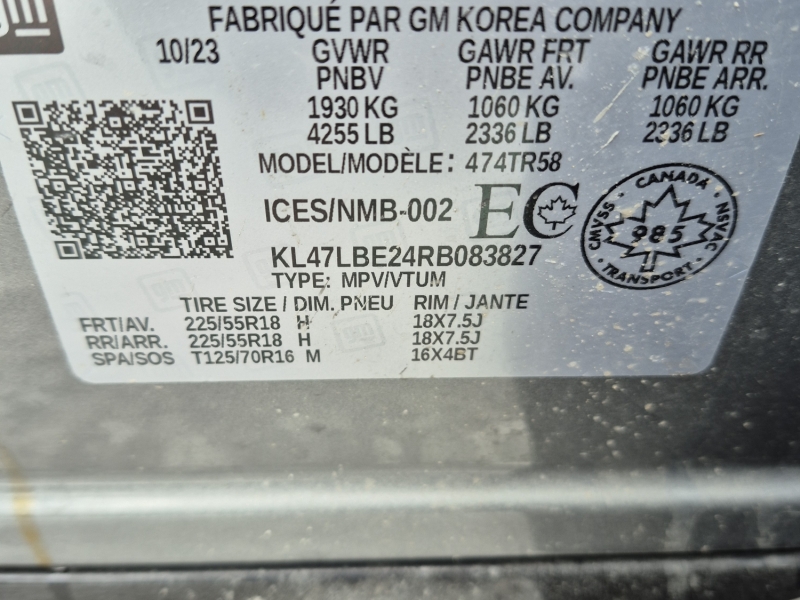 GM
FABRIQUÉ PAR GM KOREA COMPANY
10/23 GVWR GAWR FRT GAWR RR
PNBV PNBE AV. PNBE ARR.
1930 KG 1060 KG 1060 KG
4255 LB 2336 LB 2336 LB
MODEL/MODÈLE: 474TR58
ICES/NMB-002 EC
CANADA
CMVSS 985 NSVAC
TRANSPORT
KL47LBE24RB083827
TYPE: MPV/VTUM
TIRE SIZE / DIM. PNEU RIM / JANTE
FRT/AV. 225/55R18 H 18X7.5J
RR/ARR. 225/55R18 H 18X7.5J
SPA/SOS T125/70R16 M 16X4BT